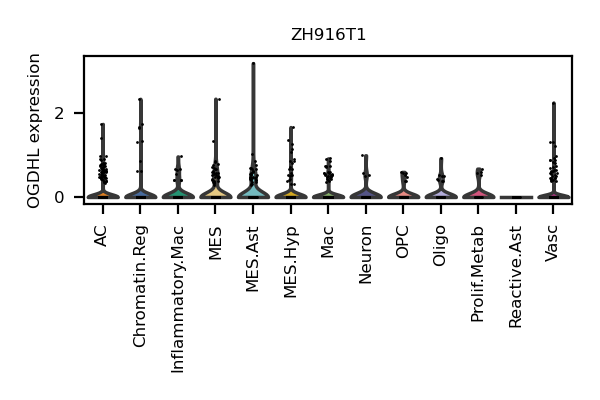 ZH916T1
OGDHL expression
2
0
AC
Chromatin.Reg
Inflammatory.Mac
MES
MES.Ast
MES.Hyp
Mac
Neuron
OPC
Oligo
Prolif.Metab
Reactive.Ast
Vasc